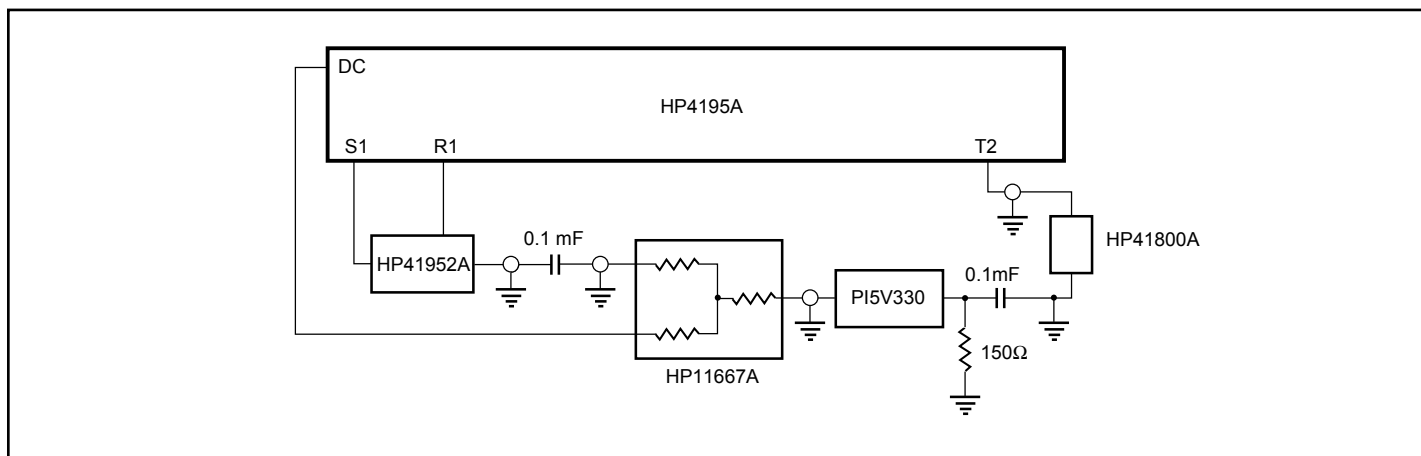 DC
HP4195A
S1
R1
T2
HP41952A
0.1 mF
HP11667A
PI5V330
0.1mF
150Ω
HP41800A